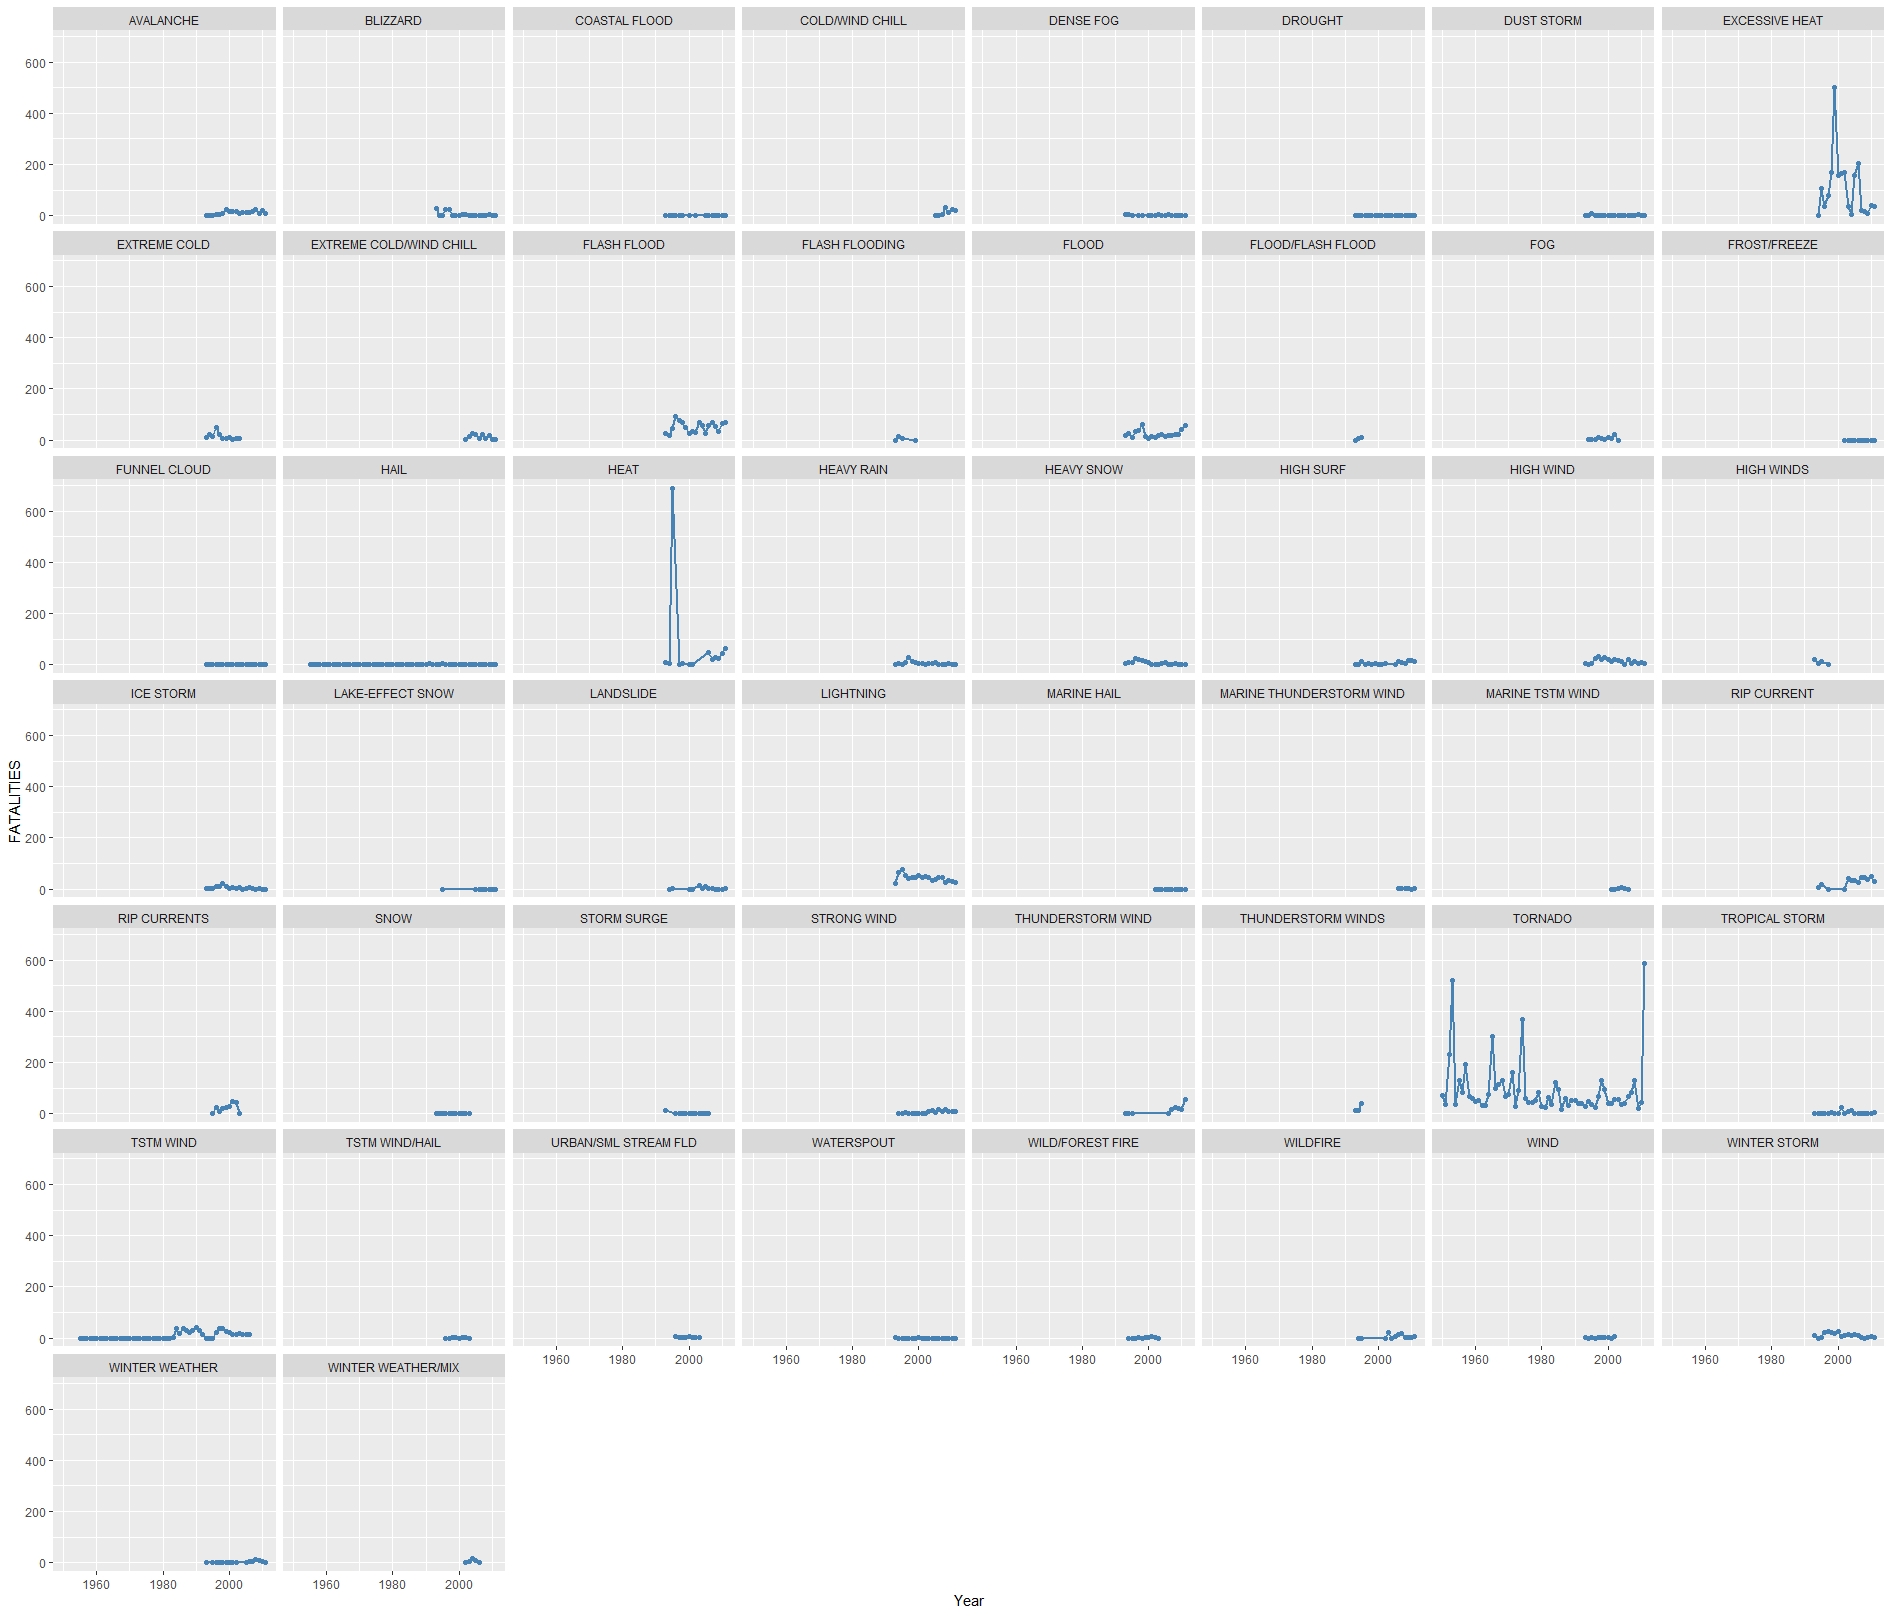 AVALANCHE BLIZZARD COASTAL FLOOD COLD/WIND CHILL DENSE FOG DROUGHT DUST STORM EXCESSIVE HEAT
600
400
200
0
EXTREME COLD EXTREME COLD/WIND CHILL FLASH FLOOD FLASH FLOODING FLOOD FLOOD/FLASH FLOOD FOG FROST/FREEZE
600
400
200
0
FUNNEL CLOUD HAIL HEAT HEAVY RAIN HEAVY SNOW HIGH SURF HIGH WIND HIGH WINDS
600
400
200
0
ICE STORM LAKE-EFFECT SNOW LANDSLIDE LIGHTNING MARINE HAIL MARINE THUNDERSTORM WIND MARINE TSTM WIND RIP CURRENT
600
400
200
0
FATALITIES
RIP CURRENTS SNOW STORM SURGE STRONG WIND THUNDERSTORM WIND THUNDERSTORM WINDS TORNADO TROPICAL STORM
600
400
200
0
TSTM WIND TSTM WIND/HAIL URBAN/SML STREAM FLD WATERSPOUT WILD/FOREST FIRE WILDFIRE WIND WINTER STORM
600
400
200
0
1960 1980 2000 1960 1980 2000 1960 1980 2000 1960 1980 2000 1960 1980 2000 1960 1980 2000
WINTER WEATHER WINTER WEATHER/MIX
600
400
200
0
1960 1980 2000 1960 1980 2000
Year